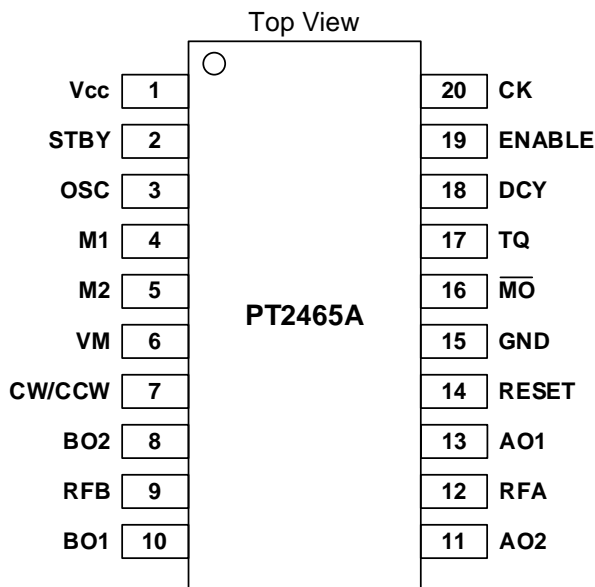 Top View
Vcc 1 20 CK
STBY 2 19 ENABLE
OSC 3 18 DCY
M1 4 17 TQ
M2 5 16 M̅O̅
PT2465A
VM 6 15 GND
CW/CCW 7 14 RESET
BO2 8 13 AO1
RFB 9 12 RFA
BO1 10 11 AO2